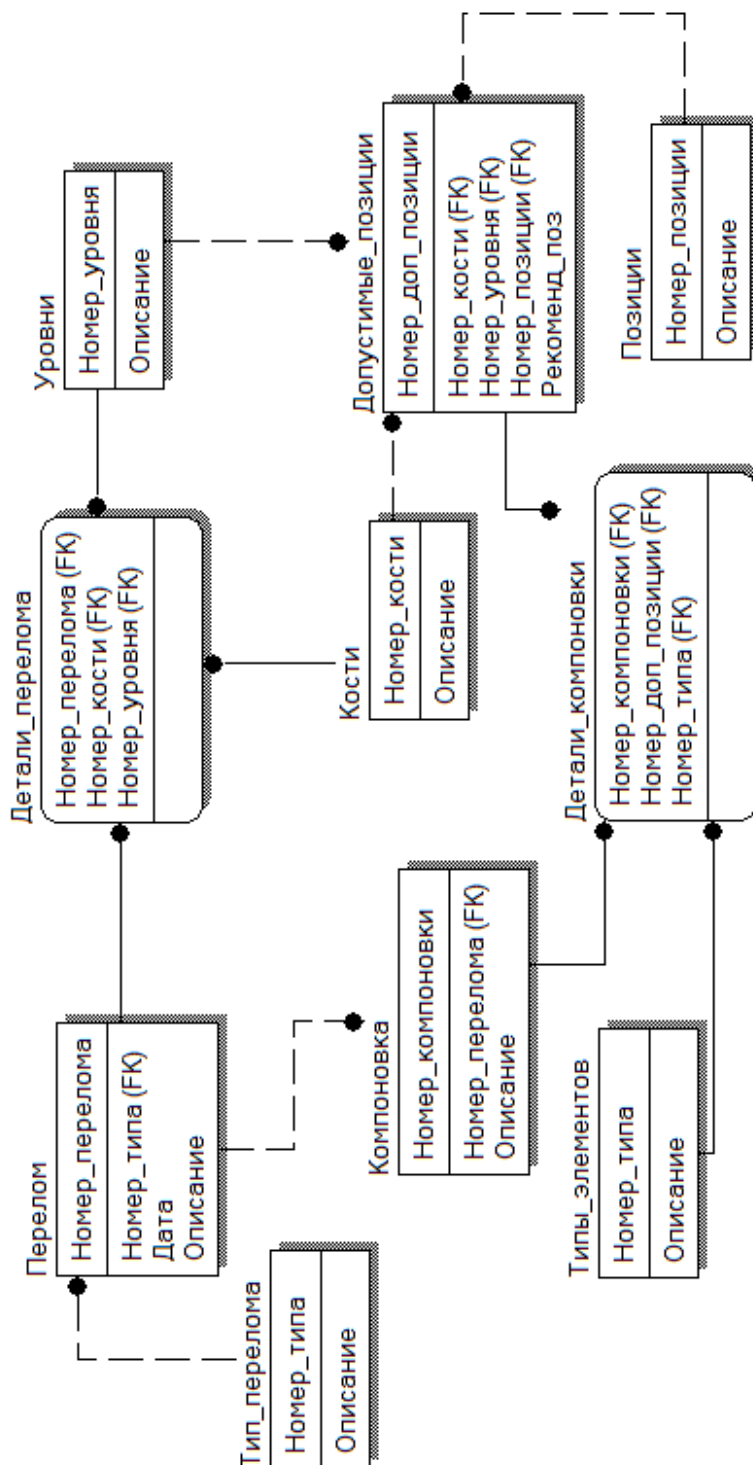 Перелом
Номер_перелома
Номер_типа (FK)
Дата
Описание
Детали_перелома
Номер_перелома (FK)
Номер_кости (FK)
Номер_уровня (FK)
Уровни
Номер_уровня
Описание
Тип_перелома
Номер_типа
Описание
Компоновка
Номер_компоновки
Номер_перелома (FK)
Описание
Кости
Номер_кости
Описание
Допустимые_позиции
Номер_доп_позиции
Номер_кости (FK)
Номер_уровня (FK)
Номер_позиции (FK)
Рекоменд_поз
Типы_элементов
Номер_типа
Описание
Детали_компоновки
Номер_компоновки (FK)
Номер_доп_позиции (FK)
Номер_типа (FK)
Позиции
Номер_позиции
Описание